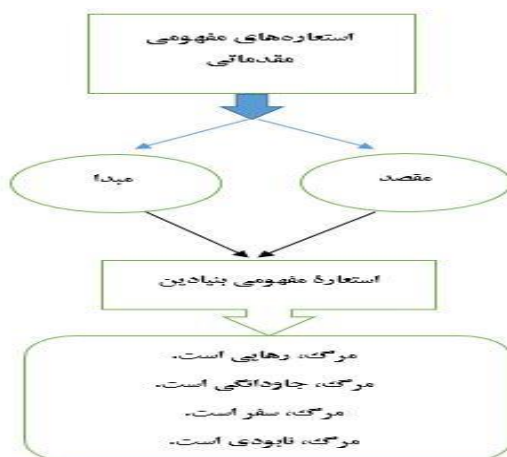 استعاره‌های مفهومی
مقدماتی
مقصد
مبدا
استعارهٔ مفهومی بنیادین
مرگ، رهایی است.
مرگ، جاودانگی است.
مرگ، سفر است.
مرگ، نابودی است.